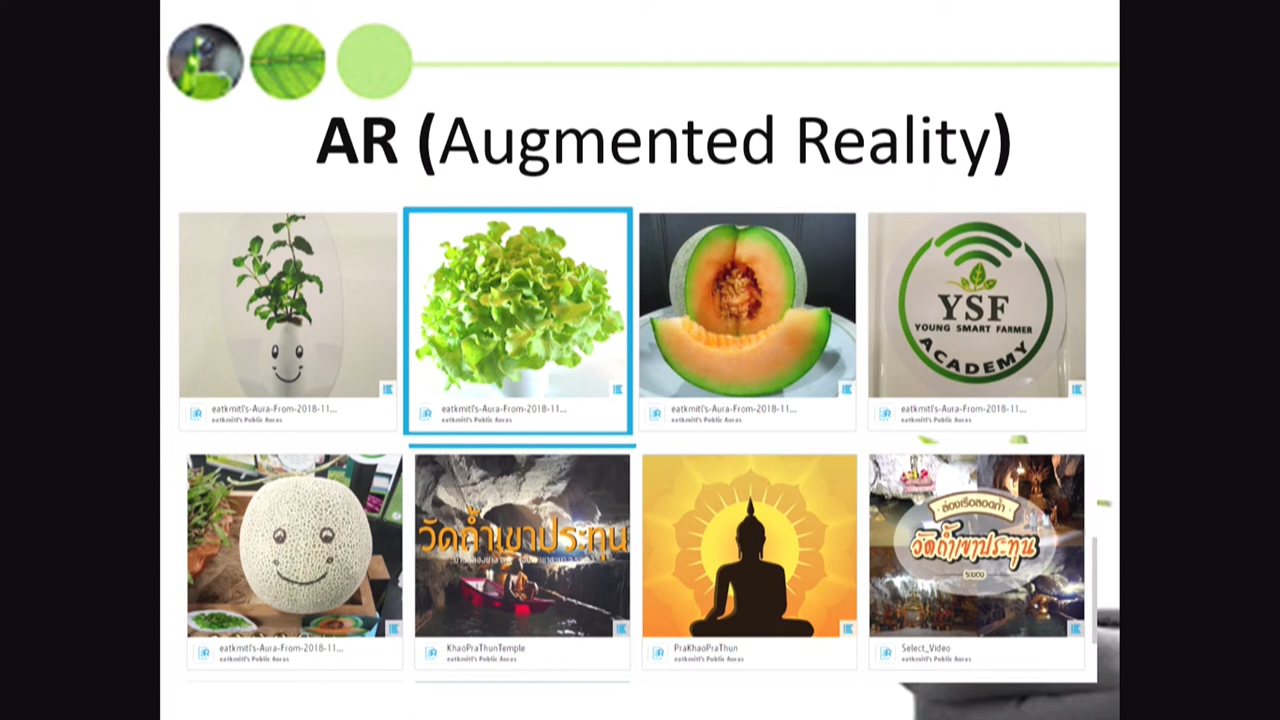 AR (Augmented Reality)
YSF
YOUNG SMART FARMER
ACADEMY
eatkmitl's-Aura-From-2018-11...
eatkmitl's Public Auras
eatkmitl's-Aura-From-2018-11...
eatkmitl's Public Auras
eatkmitl's-Aura-From-2018-11...
eatkmitl's Public Auras
eatkmitl's-Aura-From-2018-11...
eatkmitl's Public Auras
วัดถ้ำเขาประทุน
ล่องเรือลอดถ้ำ
วัดถ้ำเขาประทุน
ระยอง
eatkmitl's-Aura-From-2018-11...
eatkmitl's Public Auras
KhaoPraThunTemple
eatkmitl's Public Auras
PraKhaoPraThun
eatkmitl's Public Auras
Select_Video
eatkmitl's Public Auras